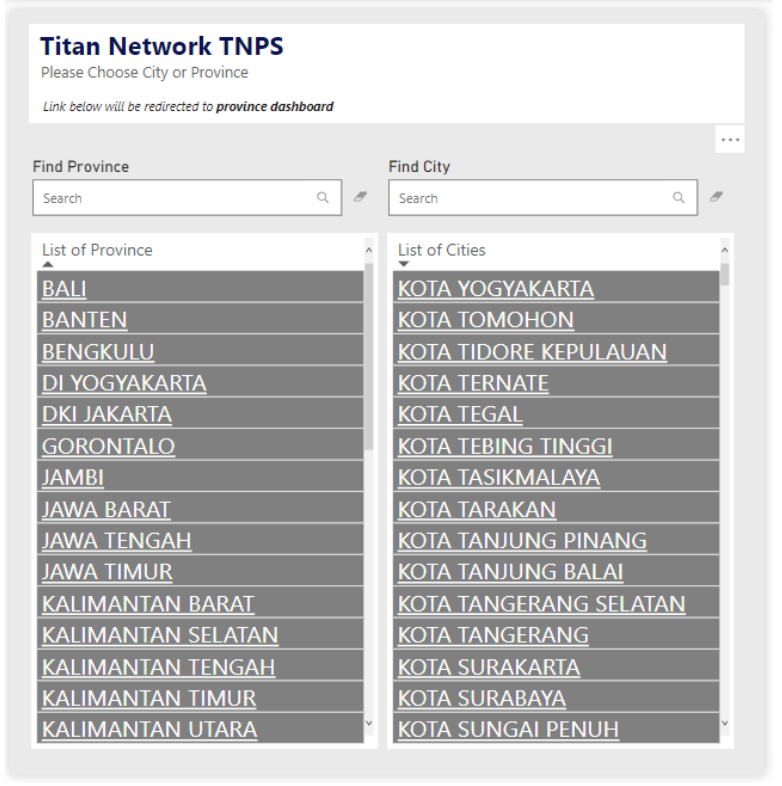 Titan Network TNPS
Please Choose City or Province
Link below will be redirected to province dashboard
...
Find Province
Search
List of Province
BALI
BANTEN
BENGKULU
DI YOGYAKARTA
DKI JAKARTA
GORONTALO
JAMBI
JAWA BARAT
JAWA TENGAH
JAWA TIMUR
KALIMANTAN BARAT
KALIMANTAN SELATAN
KALIMANTAN TENGAH
KALIMANTAN TIMUR
KALIMANTAN UTARA
Find City
Search
List of Cities
KOTA YOGYAKARTA
KOTA TOMOHON
KOTA TIDORE KEPULAUAN
KOTA TERNATE
KOTA TEGAL
KOTA TEBING TINGGI
KOTA TASIKMALAYA
KOTA TARAKAN
KOTA TANJUNG PINANG
KOTA TANJUNG BALAI
KOTA TANGERANG SELATAN
KOTA TANGERANG
KOTA SURAKARTA
KOTA SURABAYA
KOTA SUNGAI PENUH